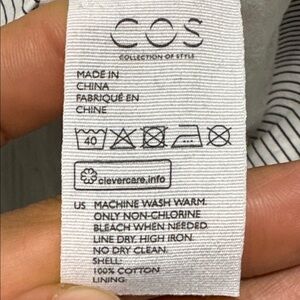 COS
COLLECTION OF STYLE
MADE IN
CHINA
FABRIQUÉ EN
CHINE
40
clevercare.info
US MACHINE WASH WARM.
ONLY NON-CHLORINE
BLEACH WHEN NEEDED
LINE DRY. HIGH IRON.
NO DRY CLEAN.
SHELL:
100% COTTON
LINING: